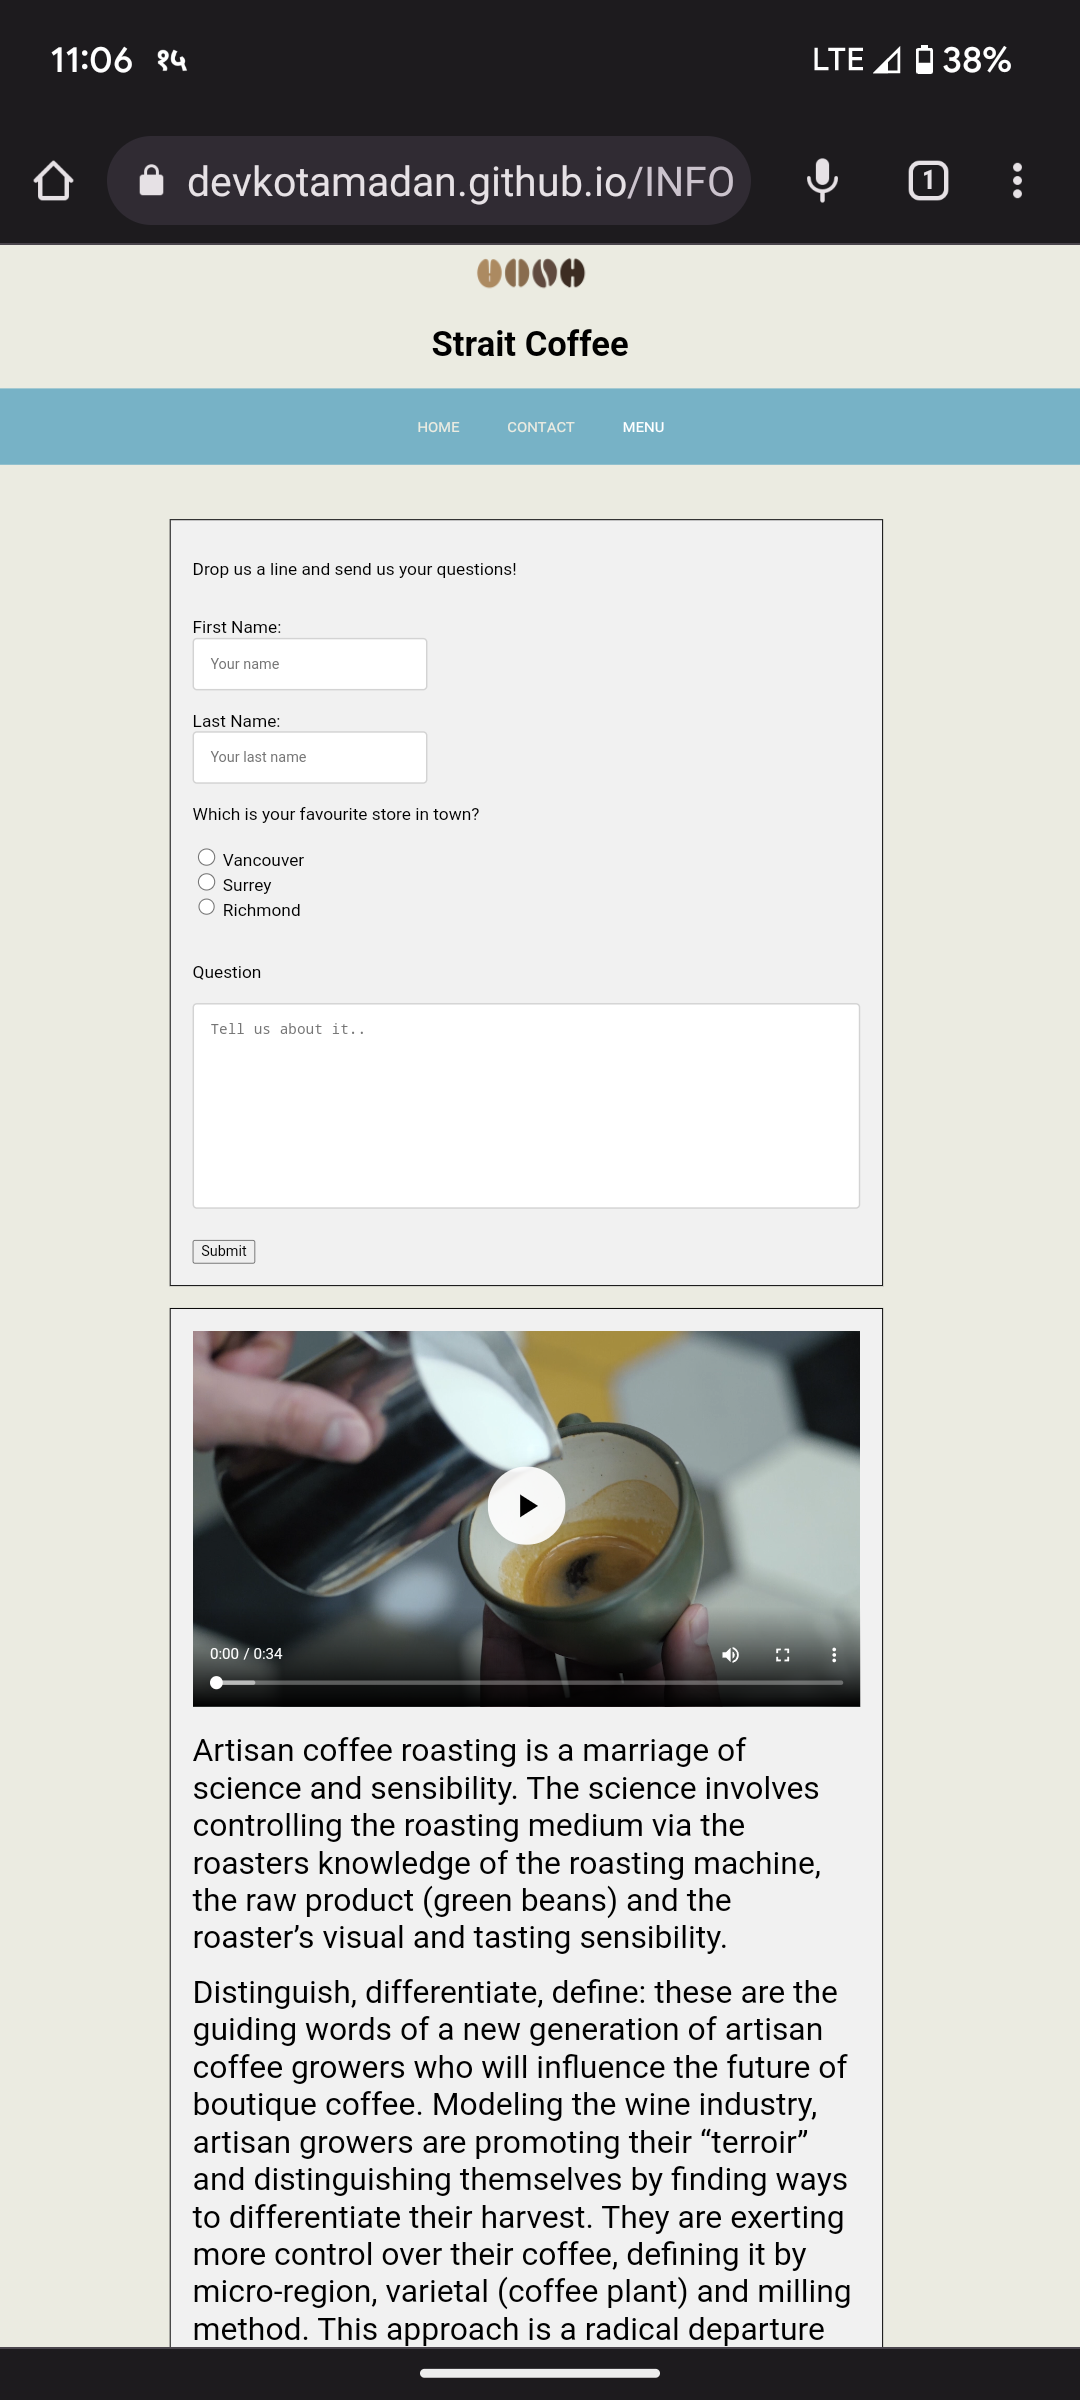 11:06 १५ LTE 38%
devkotamadan.github.io/INFO
1
Strait Coffee
HOME CONTACT MENU
Drop us a line and send us your questions!
First Name:
Your name
Last Name:
Your last name
Which is your favourite store in town?
Vancouver
Surrey
Richmond
Question
Tell us about it..
Submit
0:00 / 0:34
Artisan coffee roasting is a marriage of
science and sensibility. The science involves
controlling the roasting medium via the
roasters knowledge of the roasting machine,
the raw product (green beans) and the
roaster’s visual and tasting sensibility.
Distinguish, differentiate, define: these are the
guiding words of a new generation of artisan
coffee growers who will influence the future of
boutique coffee. Modeling the wine industry,
artisan growers are promoting their “terroir”
and distinguishing themselves by finding ways
to differentiate their harvest. They are exerting
more control over their coffee, defining it by
micro-region, varietal (coffee plant) and milling
method. This approach is a radical departure